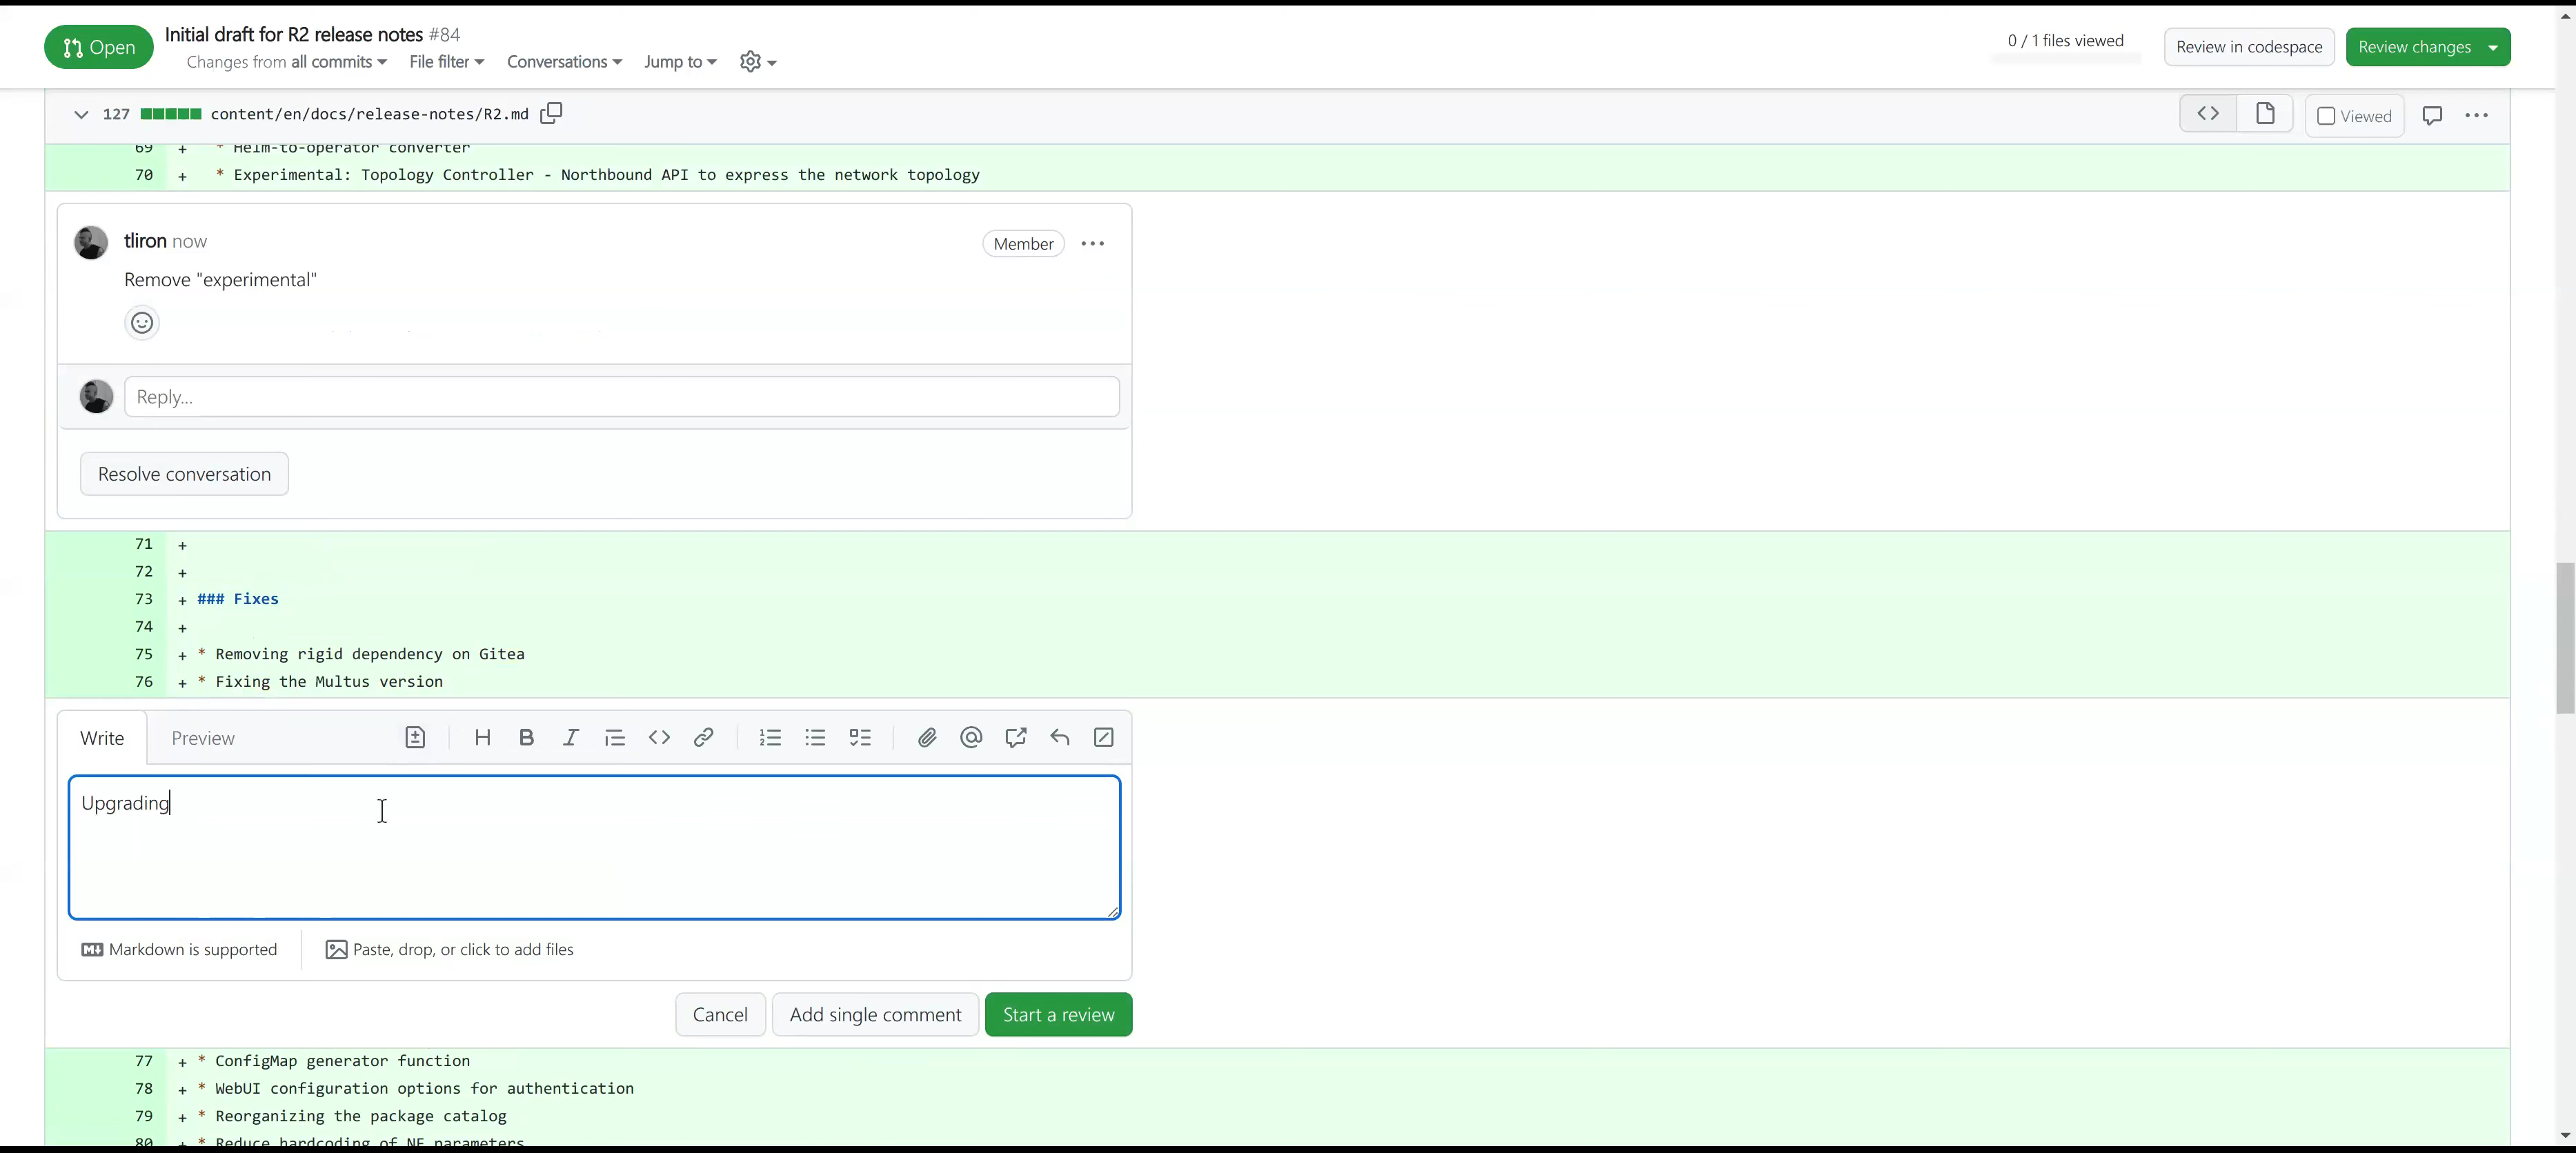 Open
Initial draft for R2 release notes #84
Changes from all commits File filter Conversations Jump to
0 / 1 files viewed
Review in codespace
Review changes
127 content/en/docs/release-notes/R2.md
Viewed
69 + * Helm-to-operator converter
70 + * Experimental: Topology Controller - Northbound API to express the network topology
tliron now
Member
Remove "experimental"
Reply...
Resolve conversation
71 +
72 +
73 + ### Fixes
74 +
75 + * Removing rigid dependency on Gitea
76 + * Fixing the Multus version
Write Preview
Upgrading
Markdown is supported
Paste, drop, or click to add files
Cancel
Add single comment
Start a review
77 + * ConfigMap generator function
78 + * WebUI configuration options for authentication
79 + * Reorganizing the package catalog
80 + * Reduce hardcoding of NF parameters